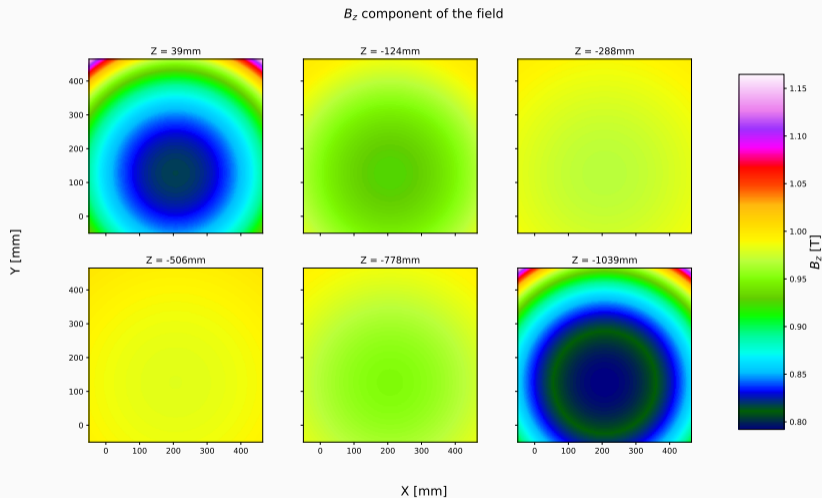 B_z component of the field
Z = 39mm
Z = -124mm
Z = -288mm
400
300
200
100
0
Y [mm]
Z = -506mm
Z = -778mm
Z = -1039mm
400
300
200
100
0
0 100 200 300 400
0 100 200 300 400
0 100 200 300 400
X [mm]
1.15
1.10
1.05
1.00
0.95
0.90
0.85
0.80
B_z [T]